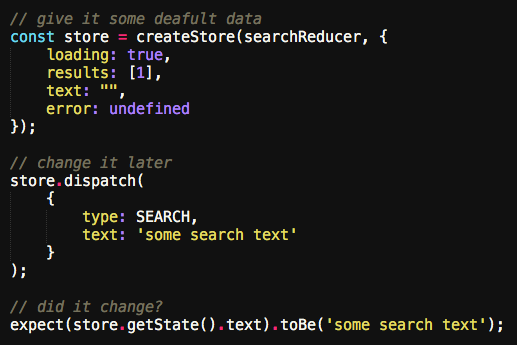 // give it some deafult data
const store = createStore(searchReducer, {
    loading: true,
    results: [1],
    text: "",
    error: undefined
});

// change it later
store.dispatch(
    {
        type: SEARCH,
        text: 'some search text'
    }
);

// did it change?
expect(store.getState().text).toBe('some search text');